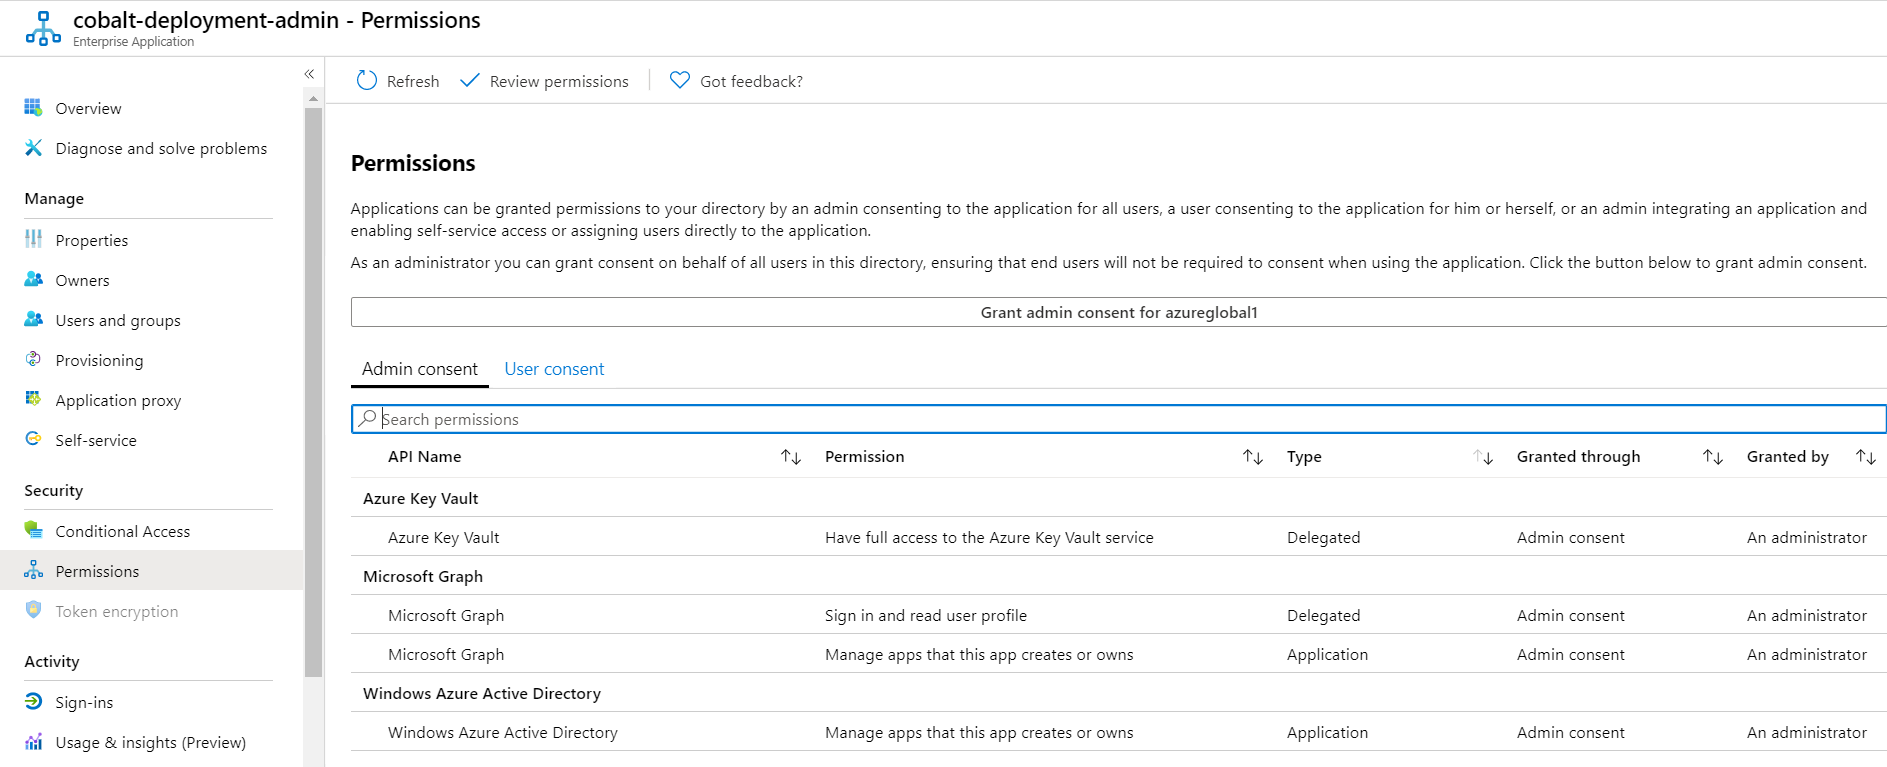 cobalt-deployment-admin - Permissions
Enterprise Application
«
Refresh
Review permissions
Got feedback?
Overview
Diagnose and solve problems
Manage
Properties
Owners
Users and groups
Provisioning
Application proxy
Self-service
Security
Conditional Access
Permissions
Token encryption
Activity
Sign-ins
Usage & insights (Preview)
Permissions
Applications can be granted permissions to your directory by an admin consenting to the application for all users, a user consenting to the application for him or herself, or an admin integrating an application and
enabling self-service access or assigning users directly to the application.
As an administrator you can grant consent on behalf of all users in this directory, ensuring that end users will not be required to consent when using the application. Click the button below to grant admin consent.
Grant admin consent for azureglobal1
Admin consent User consent
Search permissions
API Name Permission Type Granted through Granted by
Azure Key Vault
Azure Key Vault Have full access to the Azure Key Vault service Delegated Admin consent An administrator
Microsoft Graph
Microsoft Graph Sign in and read user profile Delegated Admin consent An administrator
Microsoft Graph Manage apps that this app creates or owns Application Admin consent An administrator
Windows Azure Active Directory
Windows Azure Active Directory Manage apps that this app creates or owns Application Admin consent An administrator